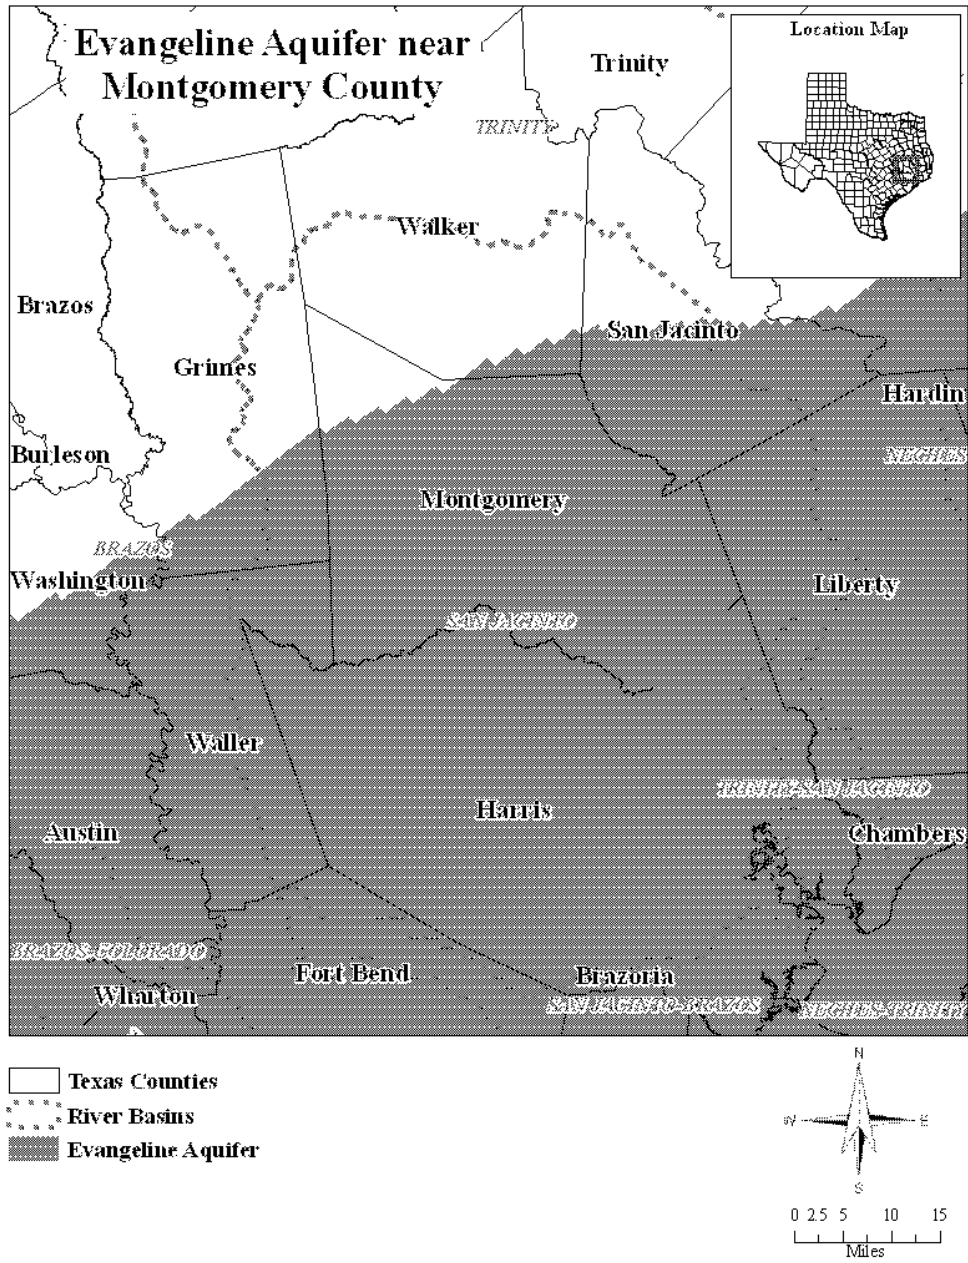 Evangeline Aquifer near
Montgomery County
Location Map
Trinity
TRINITY
Walker
Brazos
San Jacinto
Grimes
Hardin
Burleson
NECHES
Montgomery
BRAZOS
Washington
Liberty
SAN JACINTO
Waller
TRINITY-SAN JACINTO
Harris
Austin
Chambers
BRAZOS-COLORADO
Fort Bend
Brazoria
Wharton
SAN JACINTO-BRAZOS
NECHES-TRINITY
Texas Counties
River Basins
Evangeline Aquifer
N
W
E
S
0 2.5 5 10 15
Miles